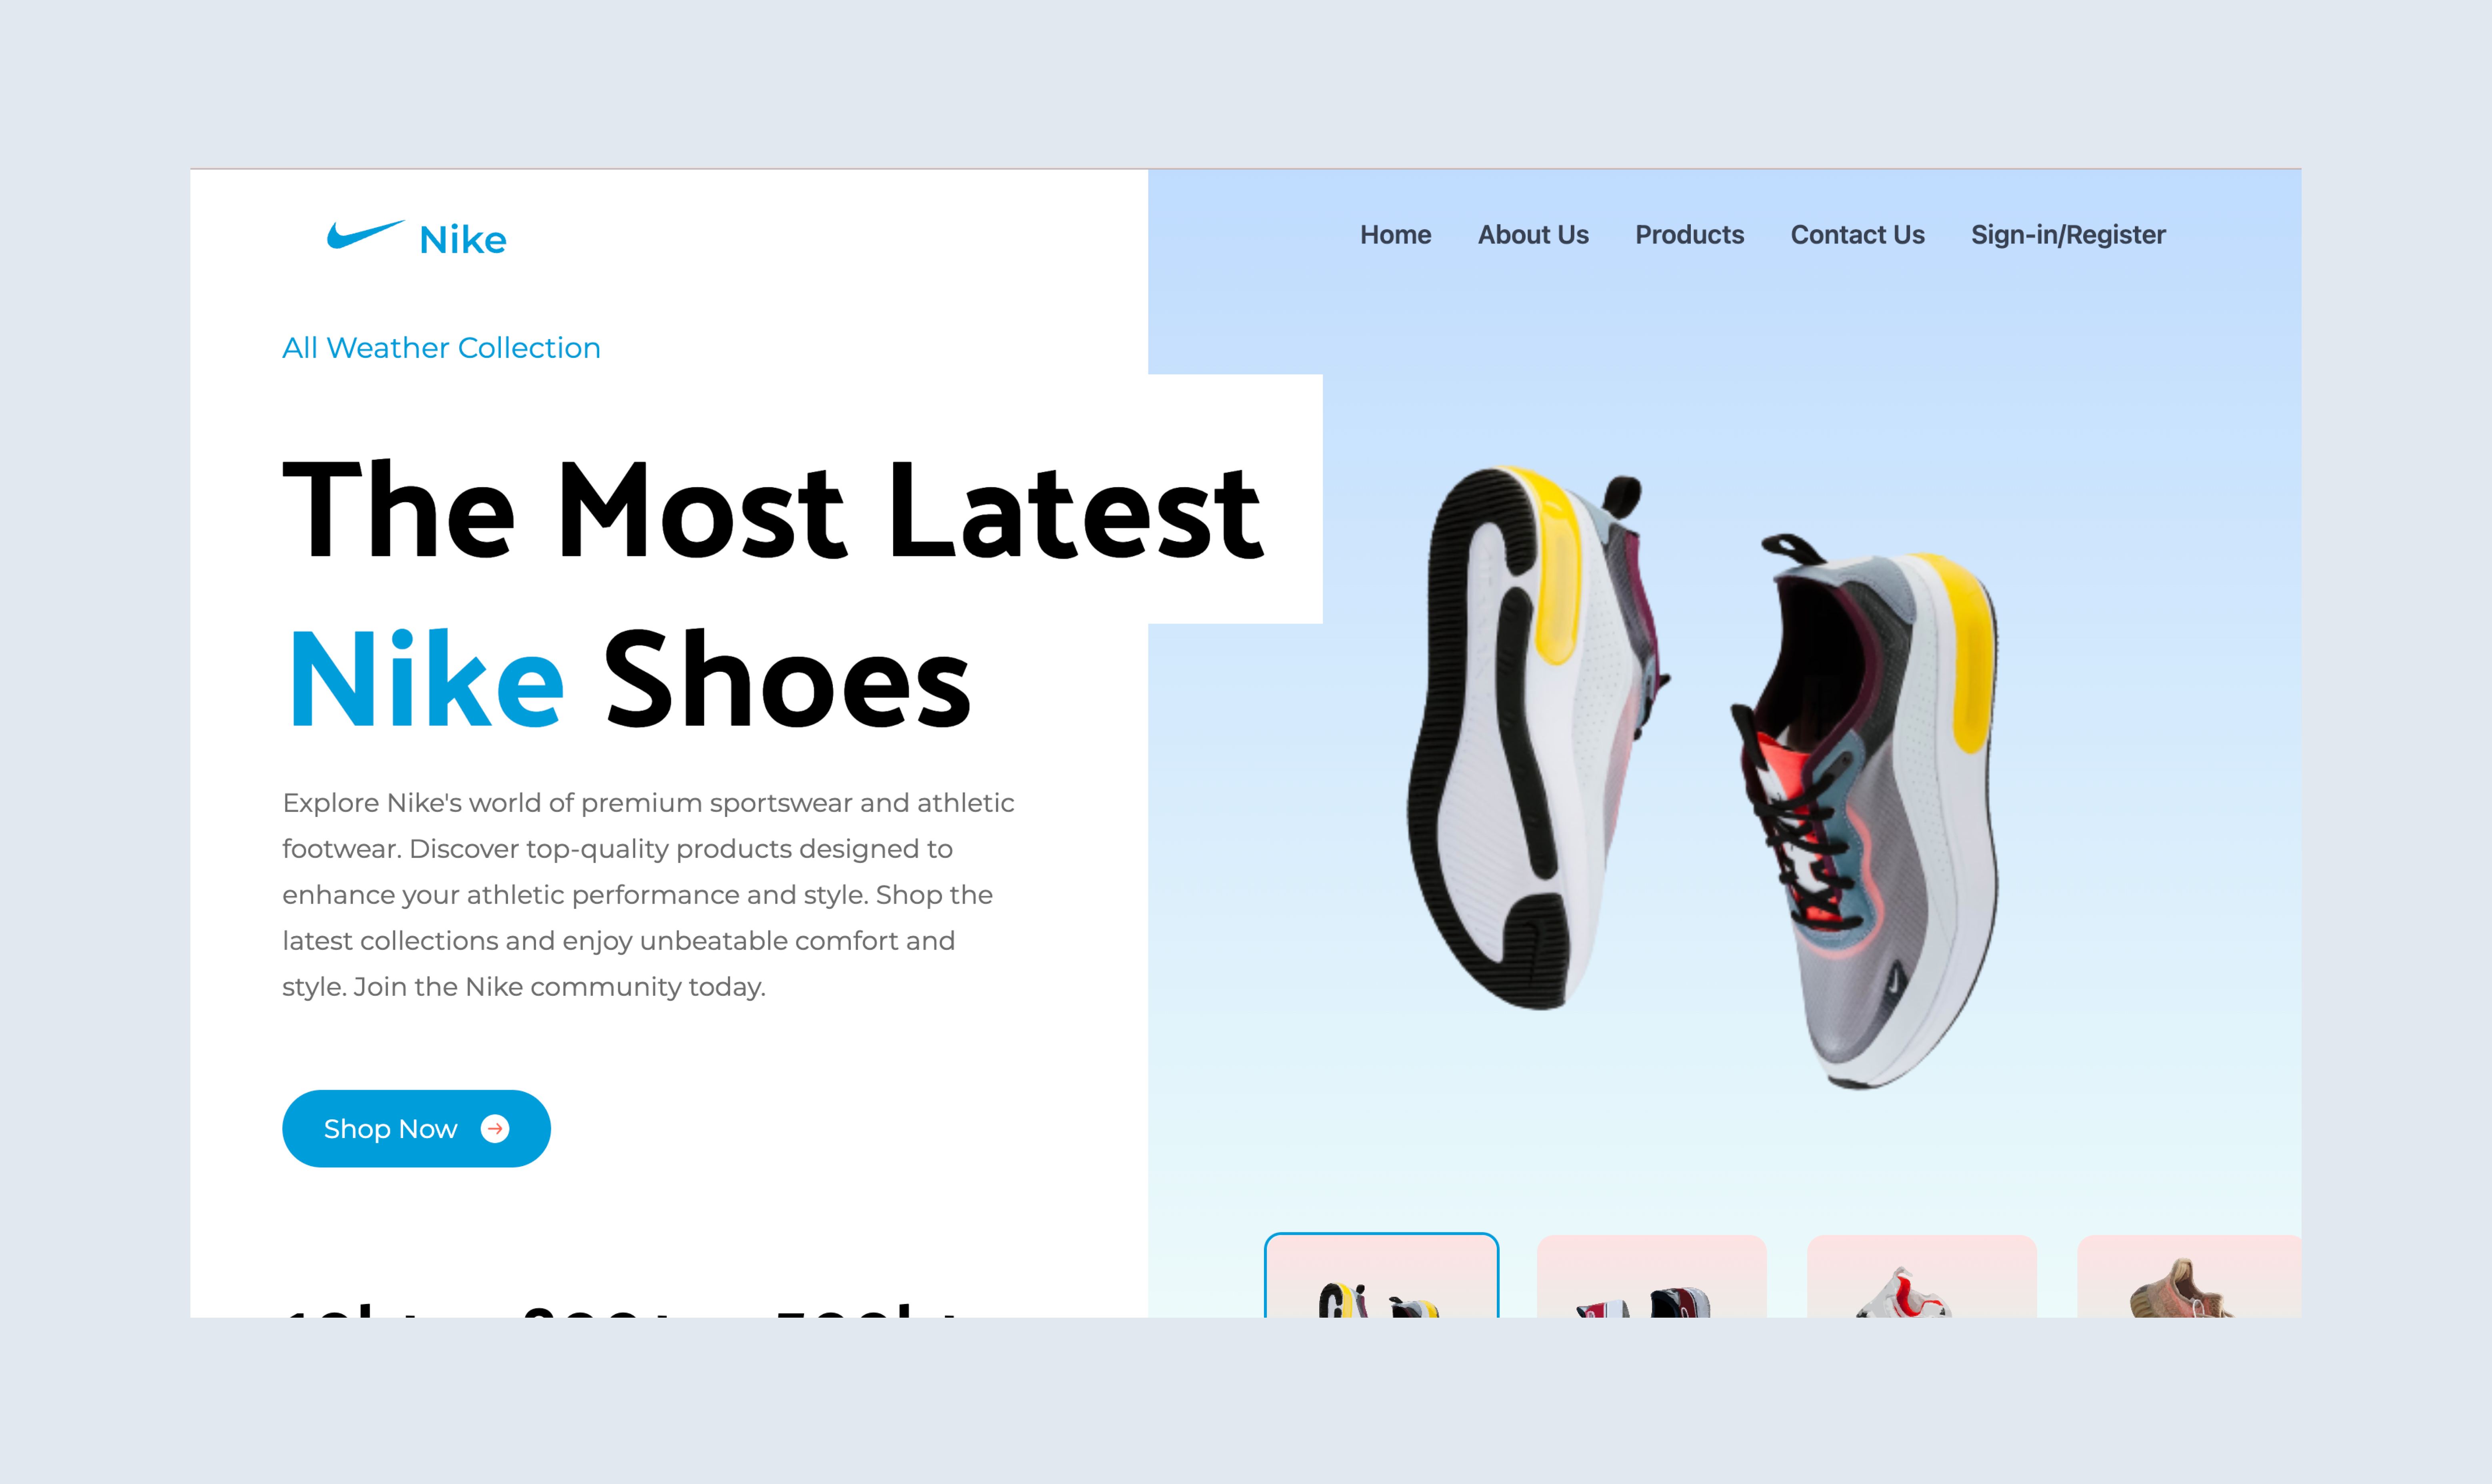 Nike
Home About Us Products Contact Us Sign-in/Register
All Weather Collection
The Most Latest
Nike Shoes
Explore Nike's world of premium sportswear and athletic
footwear. Discover top-quality products designed to
enhance your athletic performance and style. Shop the
latest collections and enjoy unbeatable comfort and
style. Join the Nike community today.
Shop Now